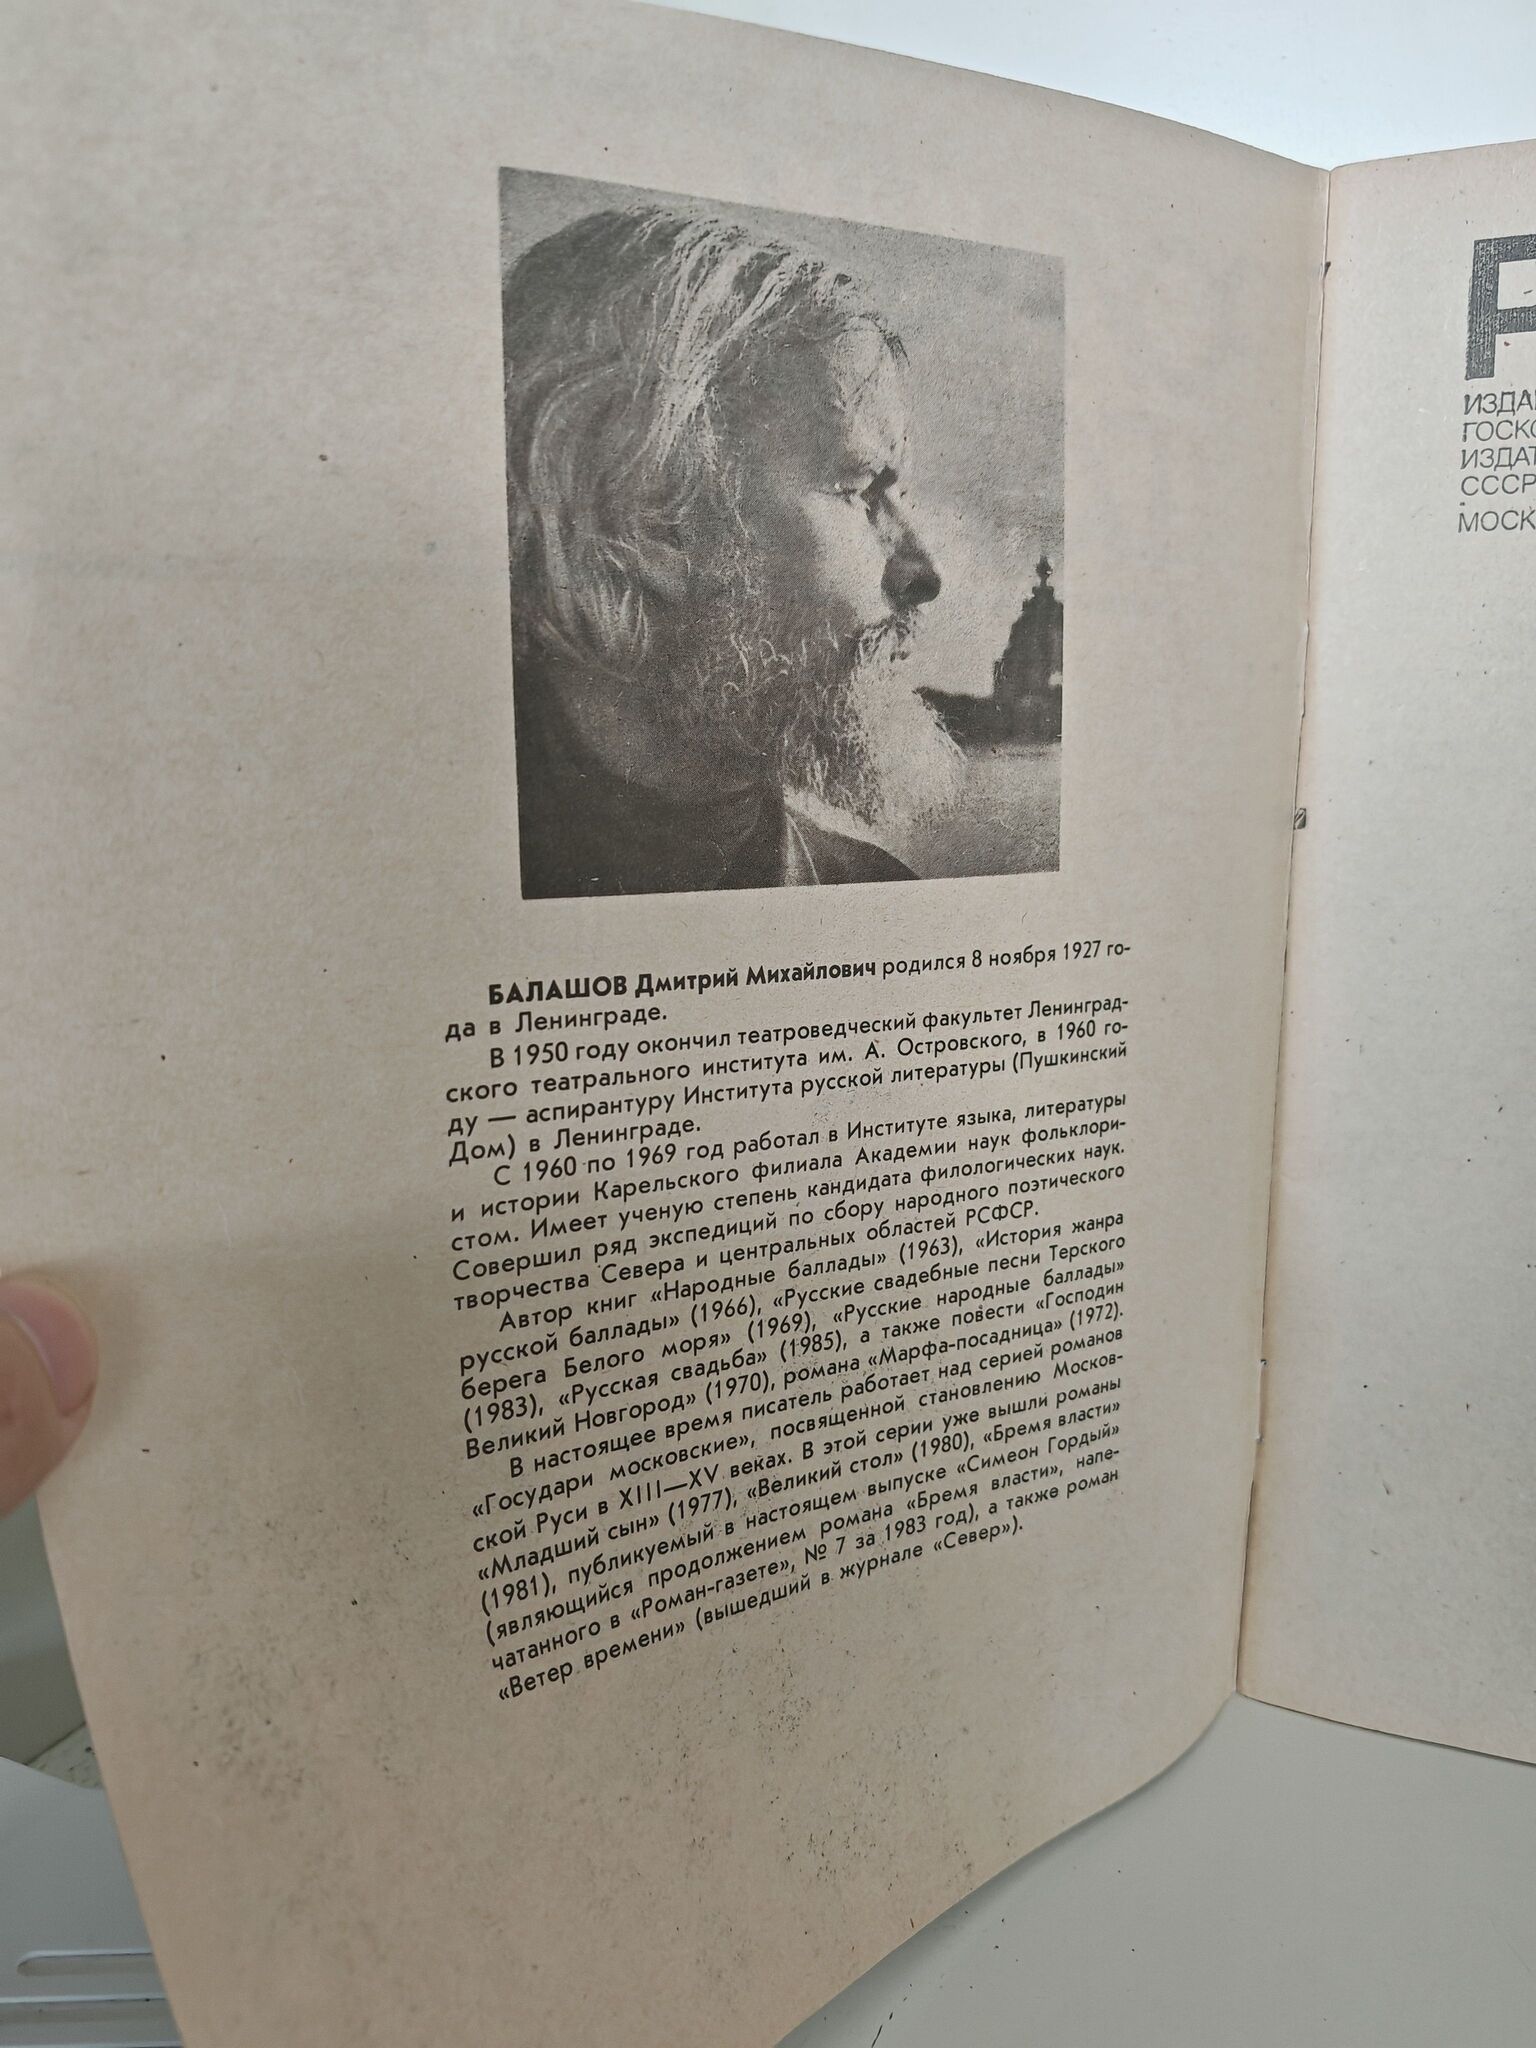 БАЛАШОВ Дмитрий Михайлович родился 8 ноября 1927 го-
да в Ленинграде.
В 1950 году окончил театроведческий факультет Ленинград-
ского театрального института им. А. Островского, в 1960 го-
ду — аспирантуру Института русской литературы (Пушкинский
Дом) в Ленинграде.
С 1960 по 1969 год работал в Институте языка, литературы
и истории Карельского филиала Академии наук фольклори-
стом. Имеет ученую степень кандидата филологических наук.
Совершил ряд экспедиций по сбору народного поэтического
творчества Севера и центральных областей РСФСР.
Автор книг «Народные баллады» (1963), «История жанра
русской баллады» (1966), «Русские свадебные песни Терского
берега Белого моря» (1969), «Русские народные баллады»
(1983), «Русская свадьба» (1985), а также повести «Господин
Великий Новгород» (1970), романа «Марфа-посадница» (1972).
В настоящее время писатель работает над серией романов
«Государи московские», посвященной становлению Москов-
ской Руси в XIII—XV веках. В этой серии уже вышли романы
«Младший сын» (1977), «Великий стол» (1980), «Бремя власти»
(1981), публикуемый в настоящем выпуске «Симеон Гордый»
(являющийся продолжением романа «Бремя власти», напе-
чатанного в «Роман-газете», № 7 за 1983 год), а также роман
«Ветер времени» (вышедший в журнале «Север»).
ИЗДА
ГОСКО
ИЗДАТ
СССР
МОСК